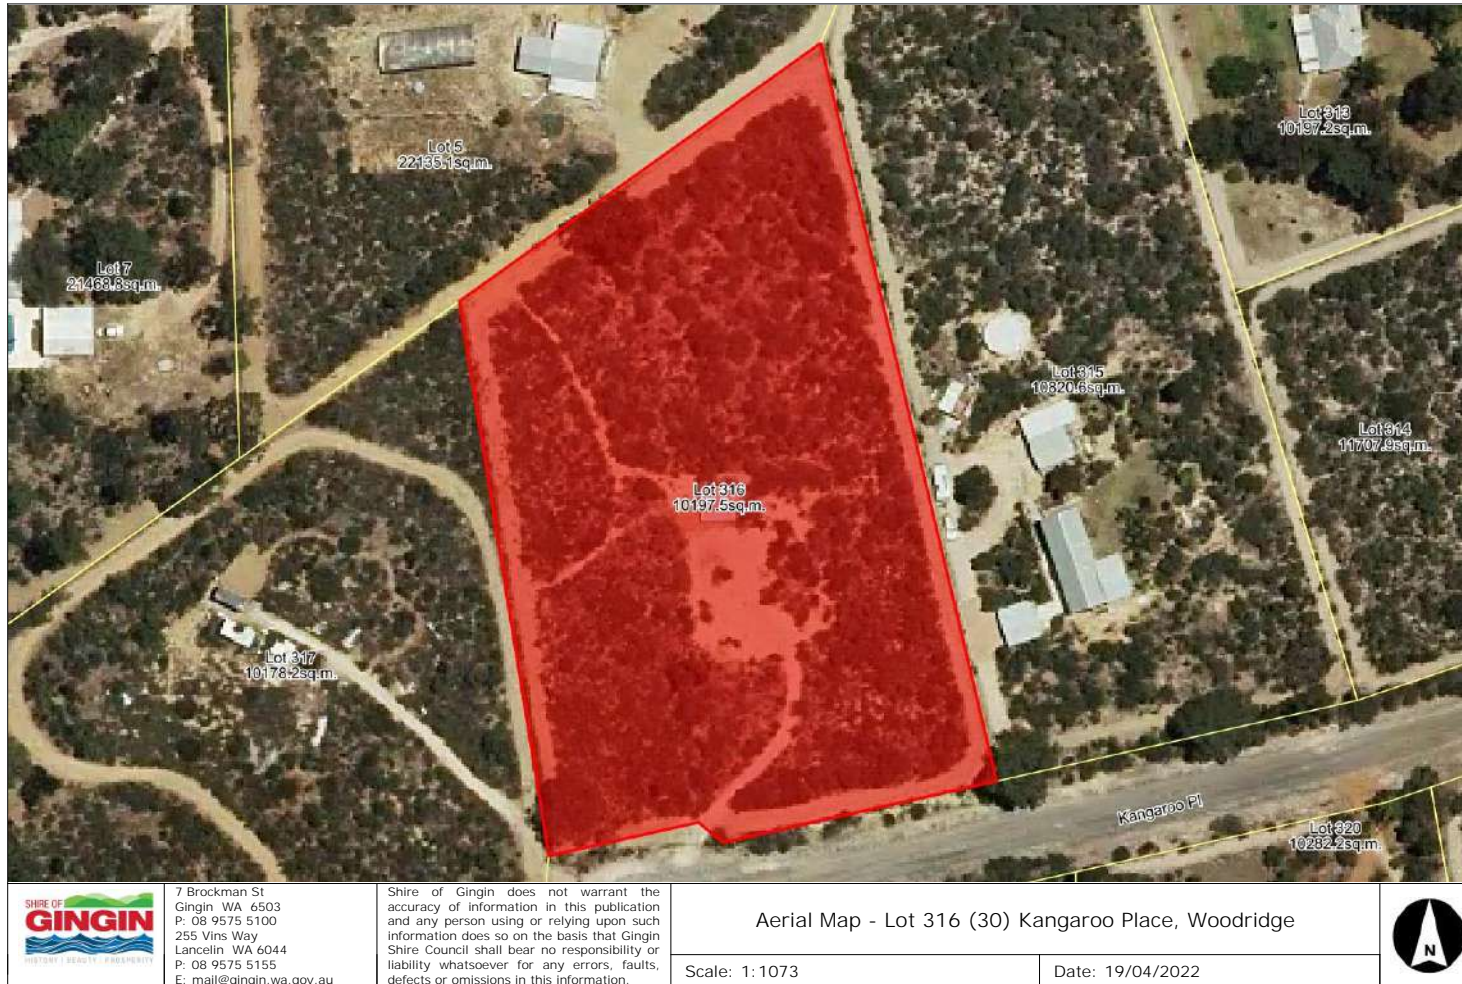 Lot 313
10197.2sq.m.
Lot 5
22135.1sq.m.
Lot 7
21468.8sq.m.
Lot 315
10820.6sq.m.
Lot 314
11707.9sq.m.
Lot 316
10197.5sq.m.
Lot 317
10178.2sq.m.
Kangaroo Pl
Lot 320
10282.2sq.m.
SHIRE OF
GINGIN
HISTORY | BEAUTY | PROSPERITY
7 Brockman St
Gingin WA 6503
P: 08 9575 5100
255 Vins Way
Lancelin WA 6044
P: 08 9575 5155
E: mail@gingin.wa.gov.au
Shire of Gingin does not warrant the
accuracy of information in this publication
and any person using or relying upon such
information does so on the basis that Gingin
Shire Council shall bear no responsibility or
liability whatsoever for any errors, faults,
defects or omissions in this information.
Aerial Map - Lot 316 (30) Kangaroo Place, Woodridge
Scale: 1:1073
Date: 19/04/2022
N